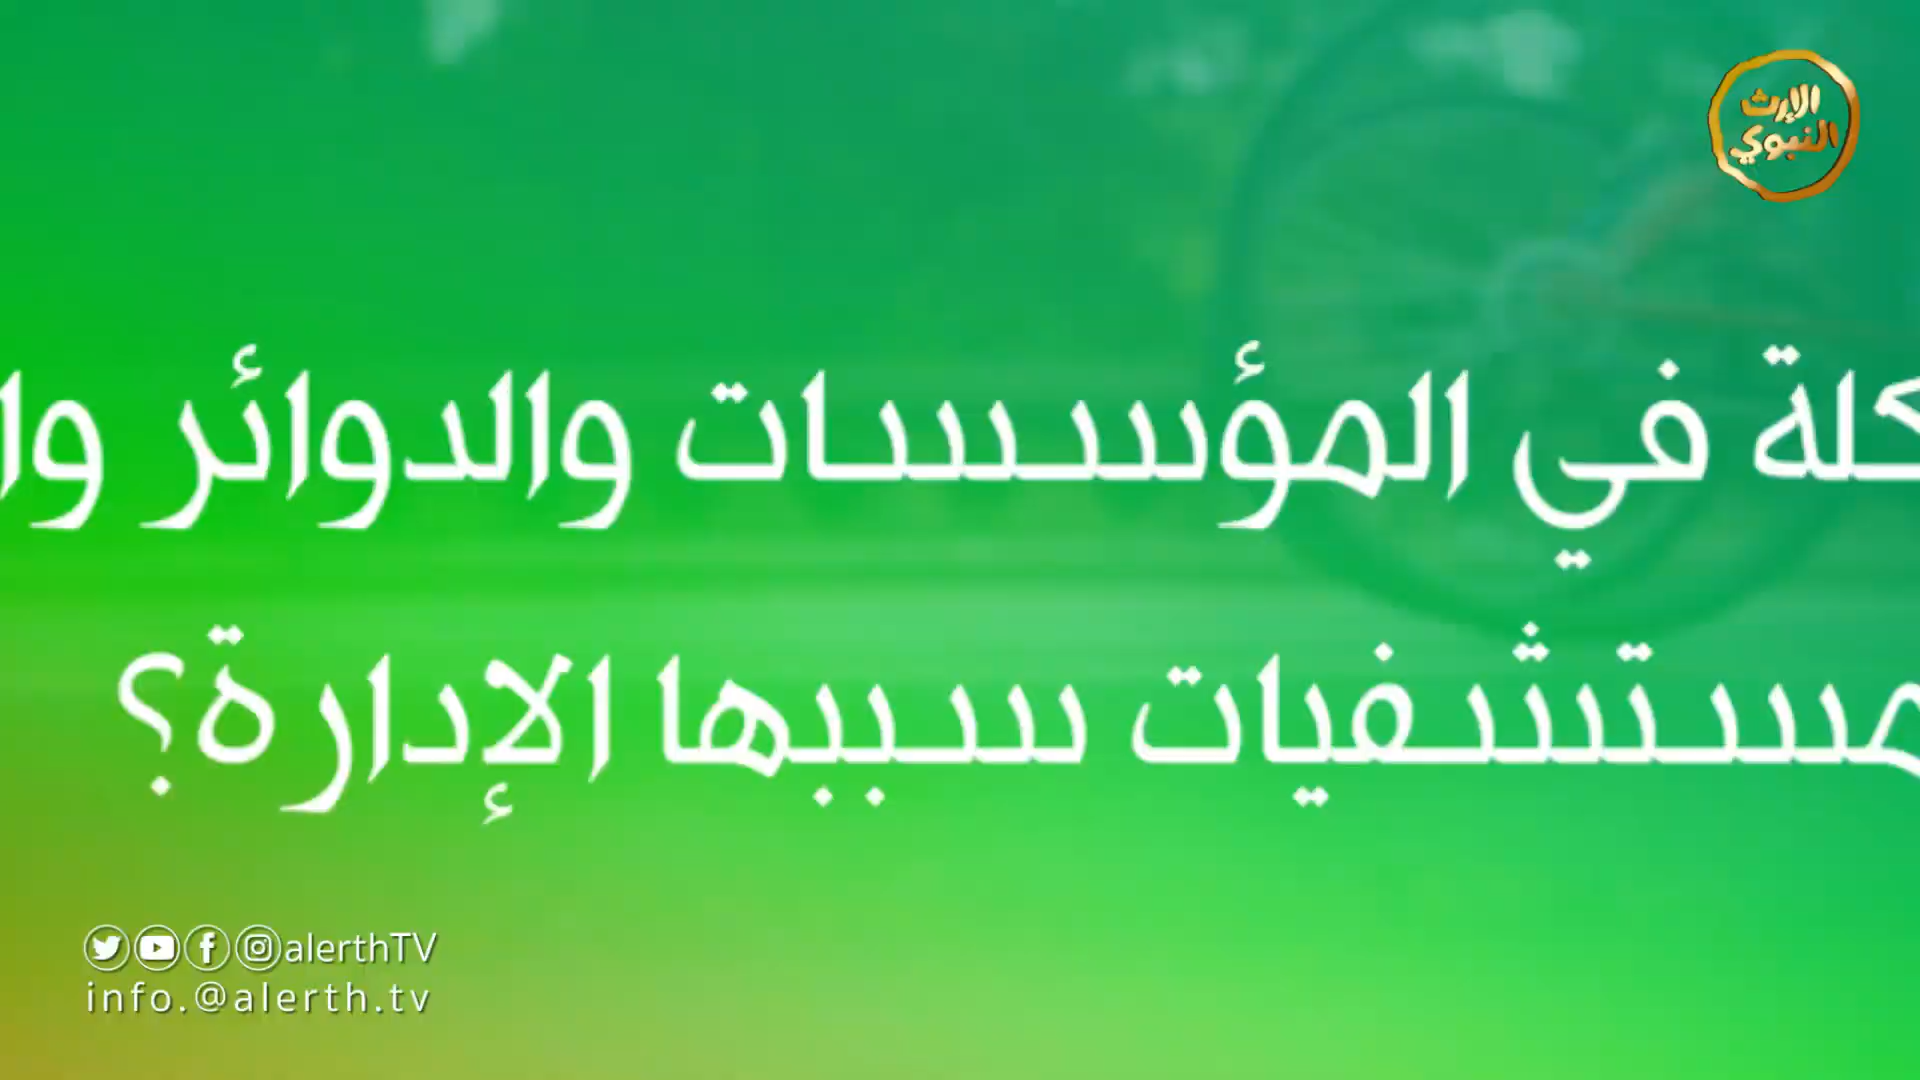 الإرث
النبوي
كلة في المؤسسات والدوائر وا
مستشفيات سببها الإدارة؟
alerthTV
info.@alerth.tv